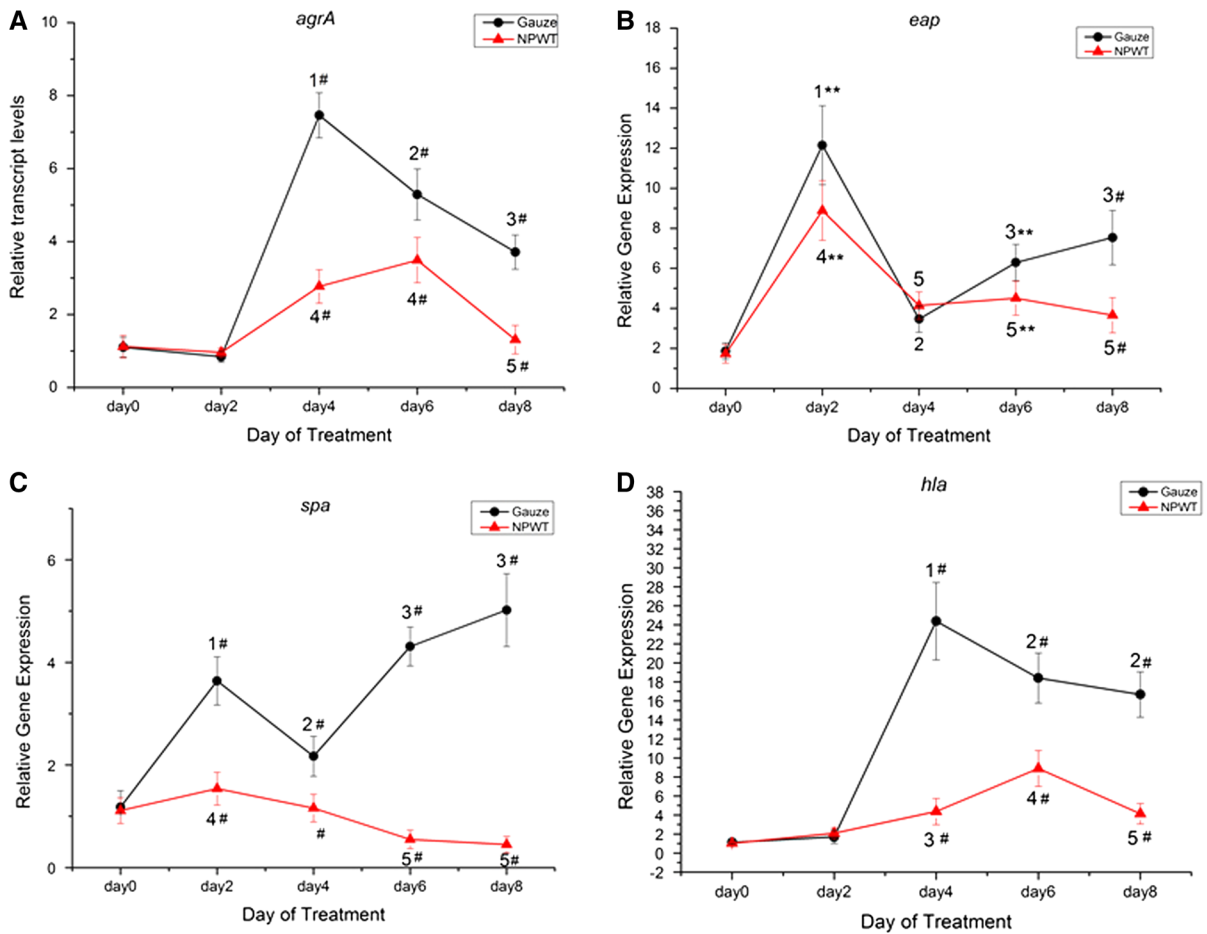 A
agrA
Gauze
NPWT
Relative transcript levels
10
8
6
4
2
0
1#
2#
3#
4#
4#
5#
day0 day2 day4 day6 day8
Day of Treatment
B
eap
Gauze
NPWT
Relative Gene Expression
18
16
14
12
10
8
6
4
2
0
1**
4**
5
2
3**
5**
3#
5#
day0 day2 day4 day6 day8
Day of Treatment
C
spa
Gauze
NPWT
Relative Gene Expression
6
4
2
0
1#
2#
3#
3#
4#
#
5#
5#
day0 day2 day4 day6 day8
Day of Treatment
D
hla
Gauze
NPWT
Relative Gene Expression
38
36
34
32
30
28
26
24
22
20
18
16
14
12
10
8
6
4
2
0
-2
1#
2#
2#
3#
4#
5#
day0 day2 day4 day6 day8
Day of Treatment